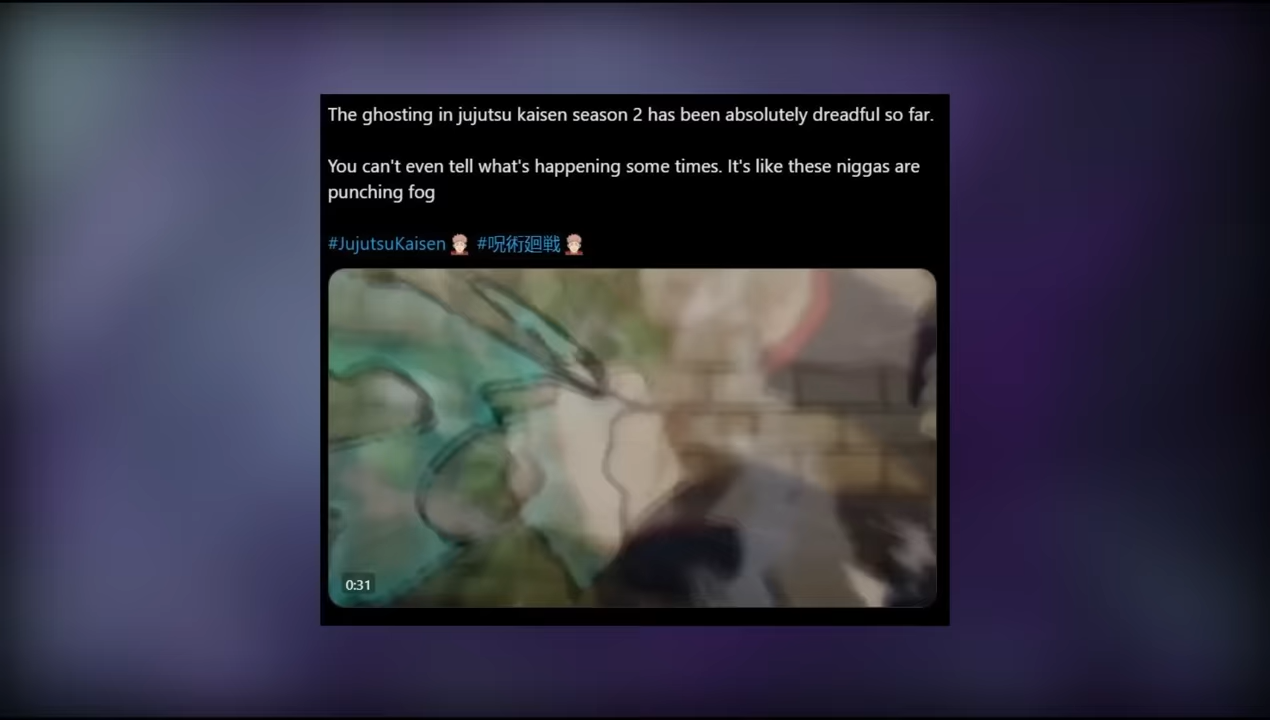 The ghosting in jujutsu kaisen season 2 has been absolutely dreadful so far.
You can't even tell what's happening some times. It's like these niggas are
punching fog
#JujutsuKaisen #呪術廻戦
0:31